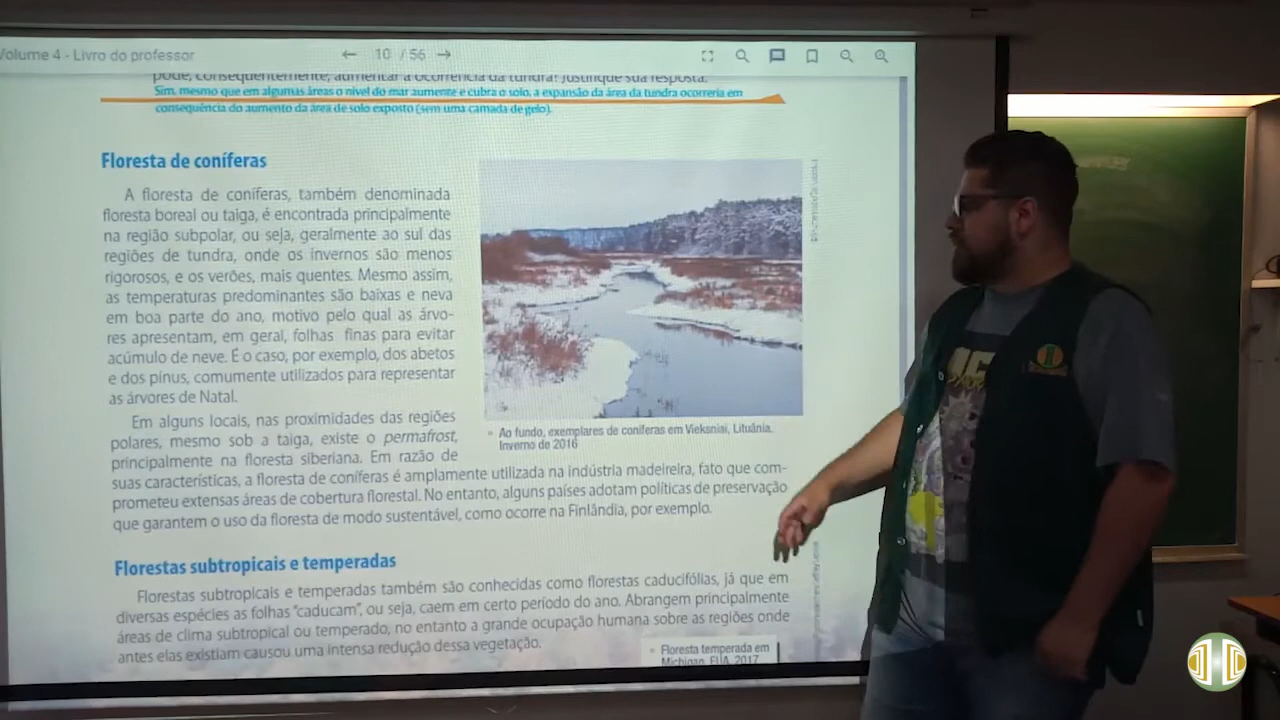 Volume 4 - Livro do professor
10 / 56
pode, consequentemente, aumentar a ocorrência da tundra? Justifique sua resposta.
Sim, mesmo que em algumas áreas o nível do mar aumente e cubra o solo, a expansão da área da tundra ocorreria em
consequência do aumento da área de solo exposto (sem uma camada de gelo).
Floresta de coníferas
A floresta de coníferas, também denominada
floresta boreal ou taiga, é encontrada principalmente
na região subpolar, ou seja, geralmente ao sul das
regiões de tundra, onde os invernos são menos
rigorosos, e os verões, mais quentes. Mesmo assim,
as temperaturas predominantes são baixas e neva
em boa parte do ano, motivo pelo qual as árvo-
res apresentam, em geral, folhas finas para evitar
acúmulo de neve. É o caso, por exemplo, dos abetos
e dos pinus, comumente utilizados para representar
as árvores de Natal.
Ao fundo, exemplares de coníferas em Vieksniai, Lituânia.
Inverno de 2016
Em alguns locais, nas proximidades das regiões
polares, mesmo sob a taiga, existe o permafrost,
principalmente na floresta siberiana. Em razão de
suas características, a floresta de coníferas é amplamente utilizada na indústria madeireira, fato que com-
prometeu extensas áreas de cobertura florestal. No entanto, alguns países adotam políticas de preservação
que garantem o uso da floresta de modo sustentável, como ocorre na Finlândia, por exemplo.
Florestas subtropicais e temperadas
Florestas subtropicais e temperadas também são conhecidas como florestas caducifólias, já que em
diversas espécies as folhas "caducam", ou seja, caem em certo período do ano. Abrangem principalmente
áreas de clima subtropical ou temperado, no entanto a grande ocupação humana sobre as regiões onde
antes elas existiam causou uma intensa redução dessa vegetação.
Floresta temperada em
Michigan, EUA, 2017